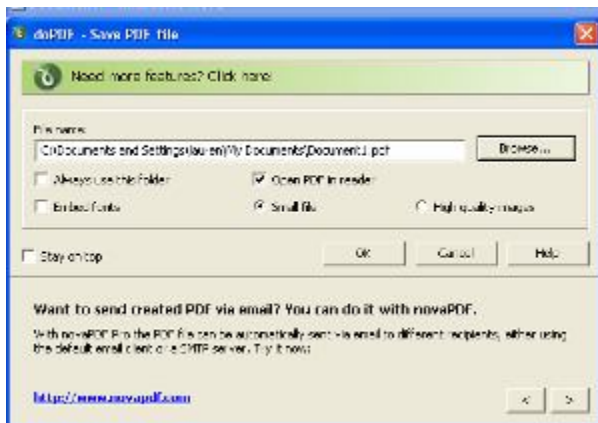 doPDF - Save PDF file
Need more features? Click here!
File name:
C:\Documents and Settings\lauren\My Documents\Document1.pdf
Browse...
Always use this folder
Open PDF in reader
Embed fonts
Small file
High quality images
Stay on top
OK
Cancel
Help
Want to send created PDF via email? You can do it with novaPDF.
With novaPDF Pro the PDF file can be automatically sent via email to different recipients, either using
the default email client or a SMTP server. Try it now:
http://www.novapdf.com
< >